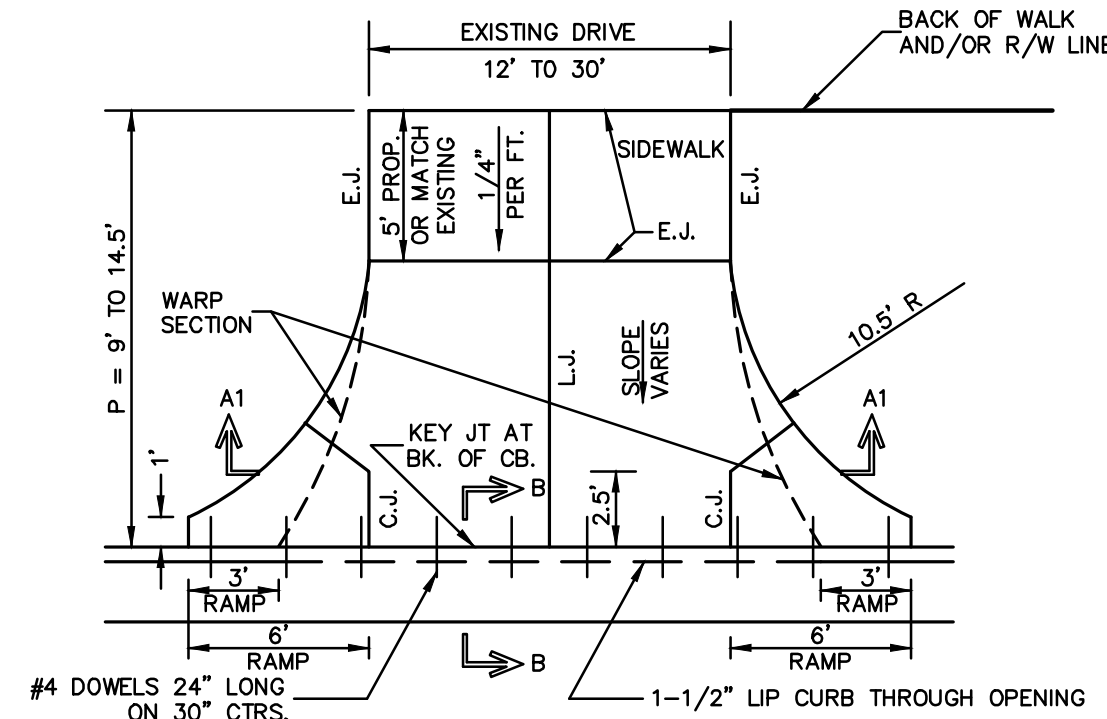 EXISTING DRIVE
12' TO 30'
BACK OF WALK
AND/OR R/W LINE
E.J.
5' PROP.
OR MATCH
EXISTING
1/4"
PER FT.
SIDEWALK
E.J.
E.J.
P = 9' TO 14.5'
WARP
SECTION
10.5' R
L.J.
SLOPE
VARIES
A1
A1
KEY JT AT
BK. OF CB.
1'
C.J.
B
2.5'
C.J.
3'
RAMP
3'
RAMP
6'
RAMP
B
6'
RAMP
#4 DOWELS 24" LONG
ON 30" CTRS.
1-1/2" LIP CURB THROUGH OPENING